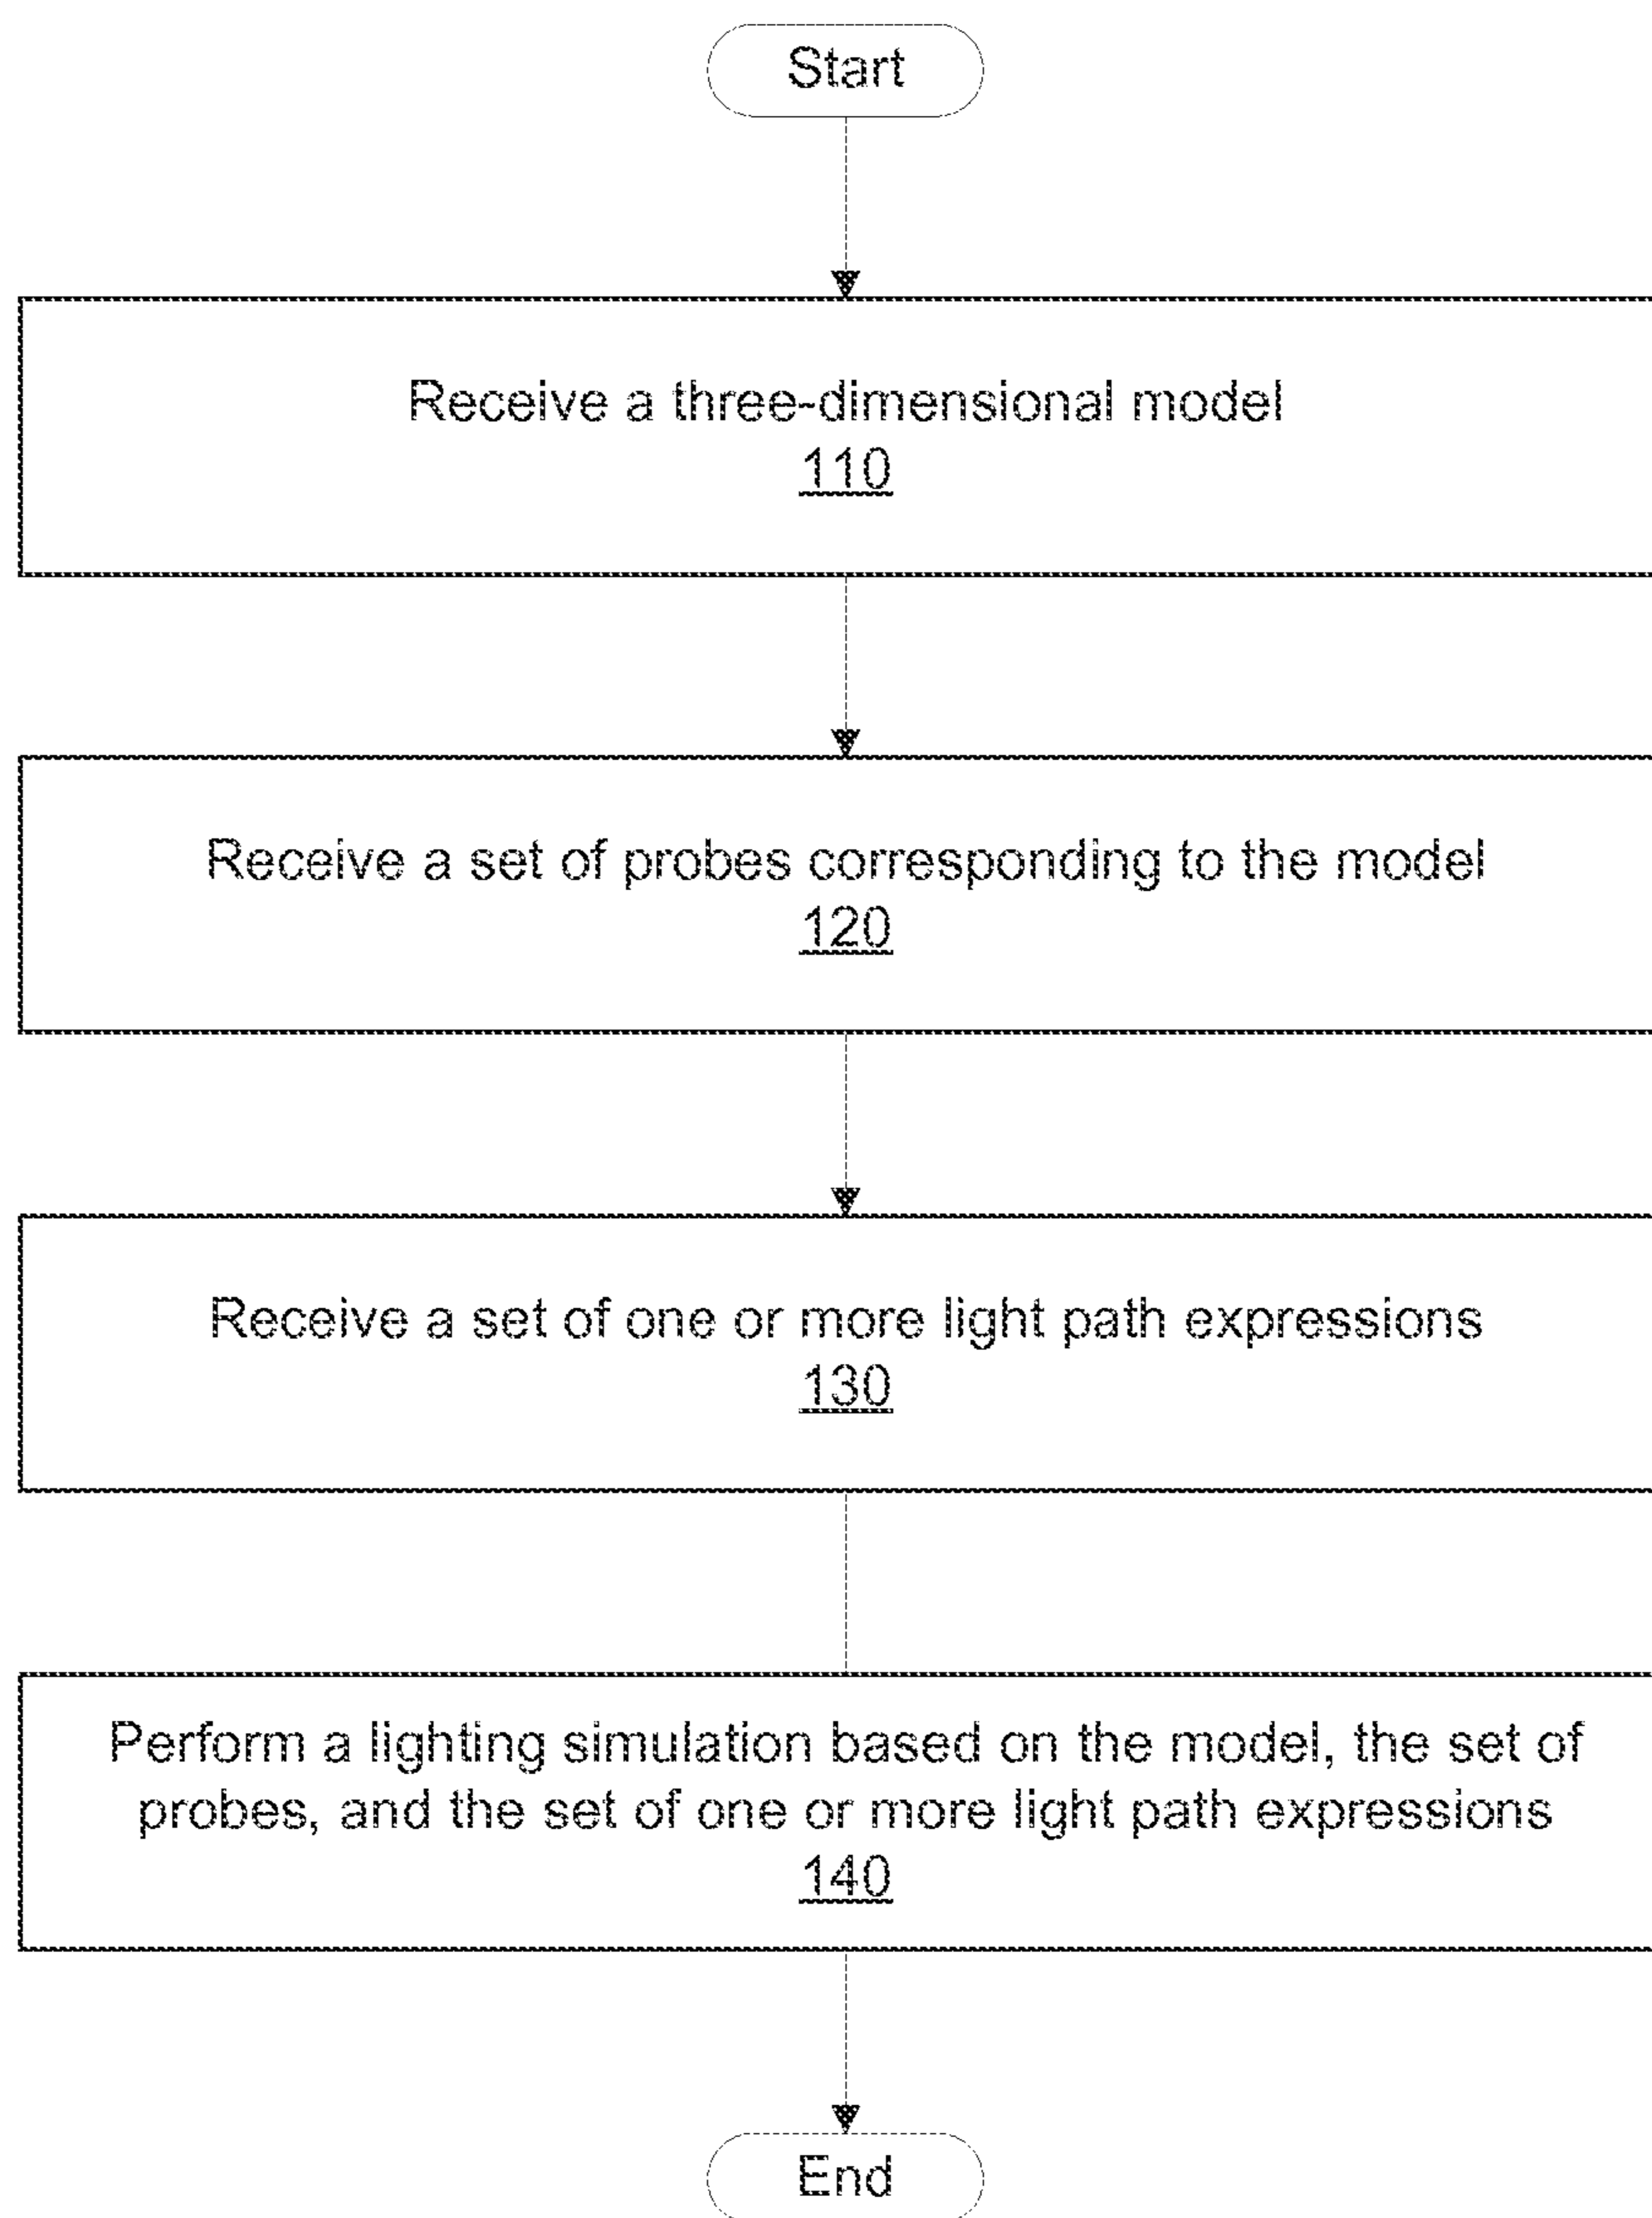 Start
Receive a three-dimensional model
110
Receive a set of probes corresponding to the model
120
Receive a set of one or more light path expressions
130
Perform a lighting simulation based on the model, the set of
probes, and the set of one or more light path expressions
140
End